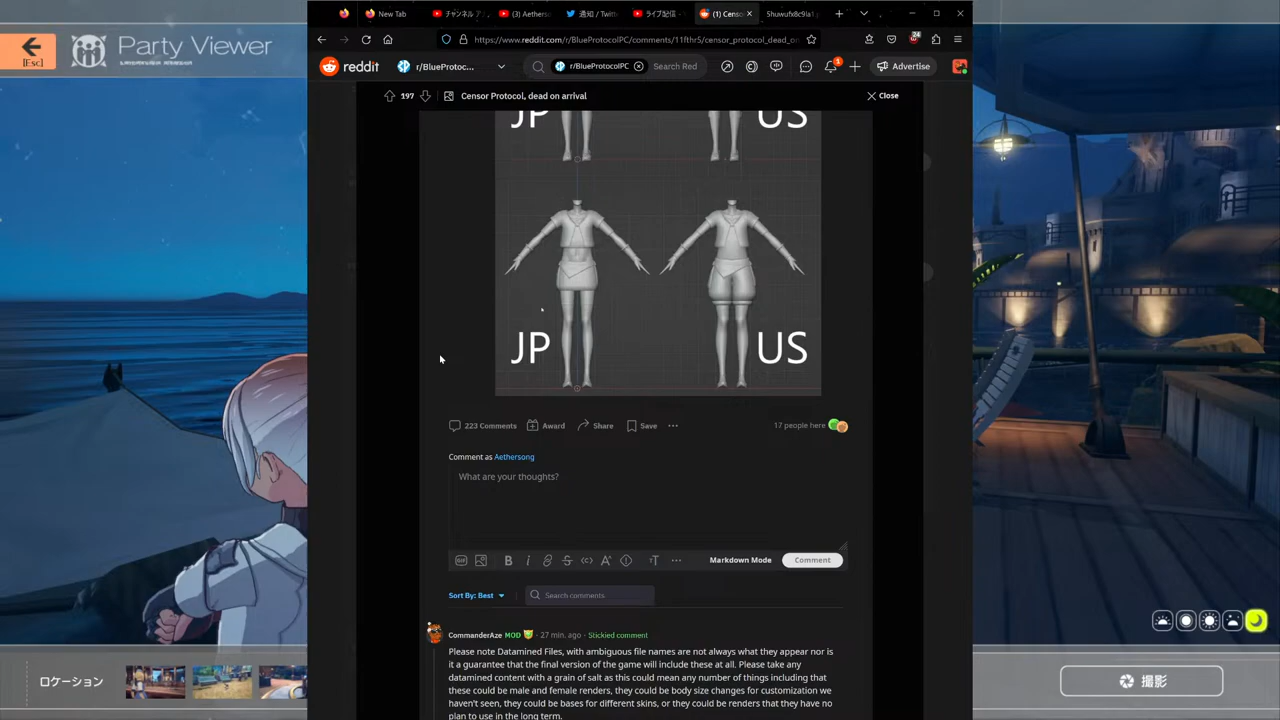 New Tab
チャンネル ア
(3) Aethers
通知 / Twitt
ライブ配信 -
(1) Censo
5huwufx8c9la1.p
[Esc]
Party Viewer
https://www.reddit.com/r/BlueProtocolPC/comments/11fthr5/censor_protocol_dead_o
24
reddit
r/BlueProtoc...
r/BlueProtocolPC
Search Red
1
Advertise
197
Censor Protocol, dead on arrival
Close
JP
US
JP
US
223 Comments
Award
Share
Save
17 people here
Comment as Aethersong
What are your thoughts?
GIF
B
i
Markdown Mode
Comment
Sort By: Best
Search comments
CommanderAze MOD
27 min. ago
Stickied comment
Please note Datamined Files, with ambiguous file names are not always what they appear nor is
it a guarantee that the final version of the game will include these at all. Please take any
datamined content with a grain of salt as this could mean any number of things including that
these could be male and female renders, they could be body size changes for customization we
haven't seen, they could be bases for different skins, or they could be renders that they have no
plan to use in the long term.
ロケーション
撮影